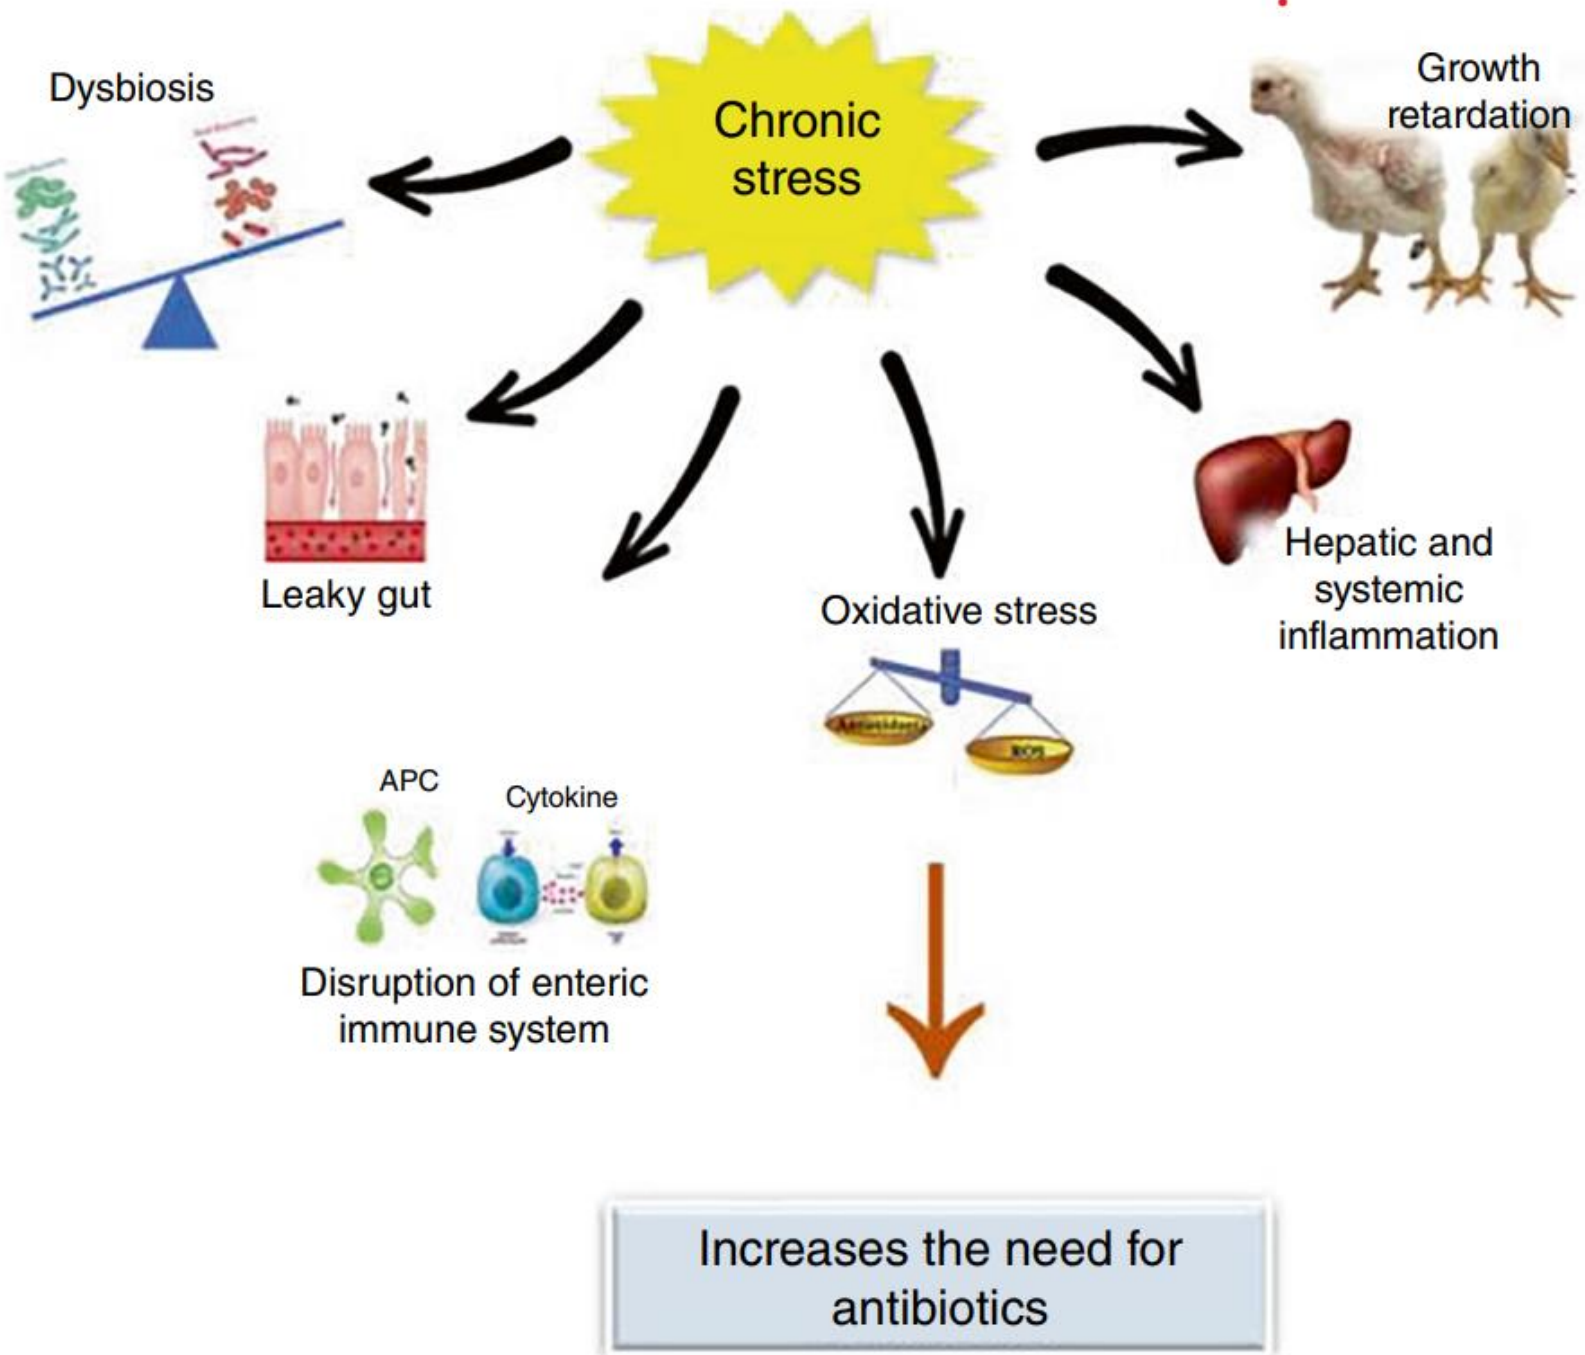 Chronic
stress
Dysbiosis
Growth
retardation
Leaky gut
Oxidative stress
Hepatic and
systemic
inflammation
ROS
APC
Cytokine
Disruption of enteric
immune system
Increases the need for
antibiotics